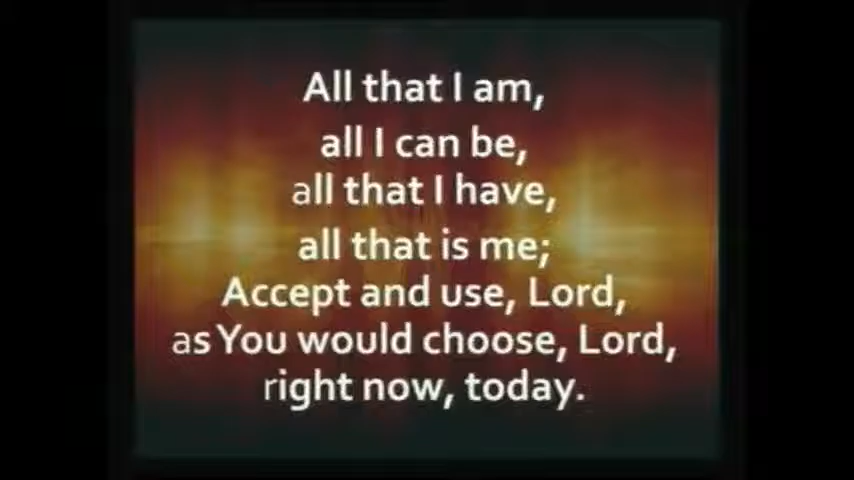 All that I am,
all I can be,
all that I have,
all that is me;
Accept and use, Lord,
as You would choose, Lord,
right now, today.